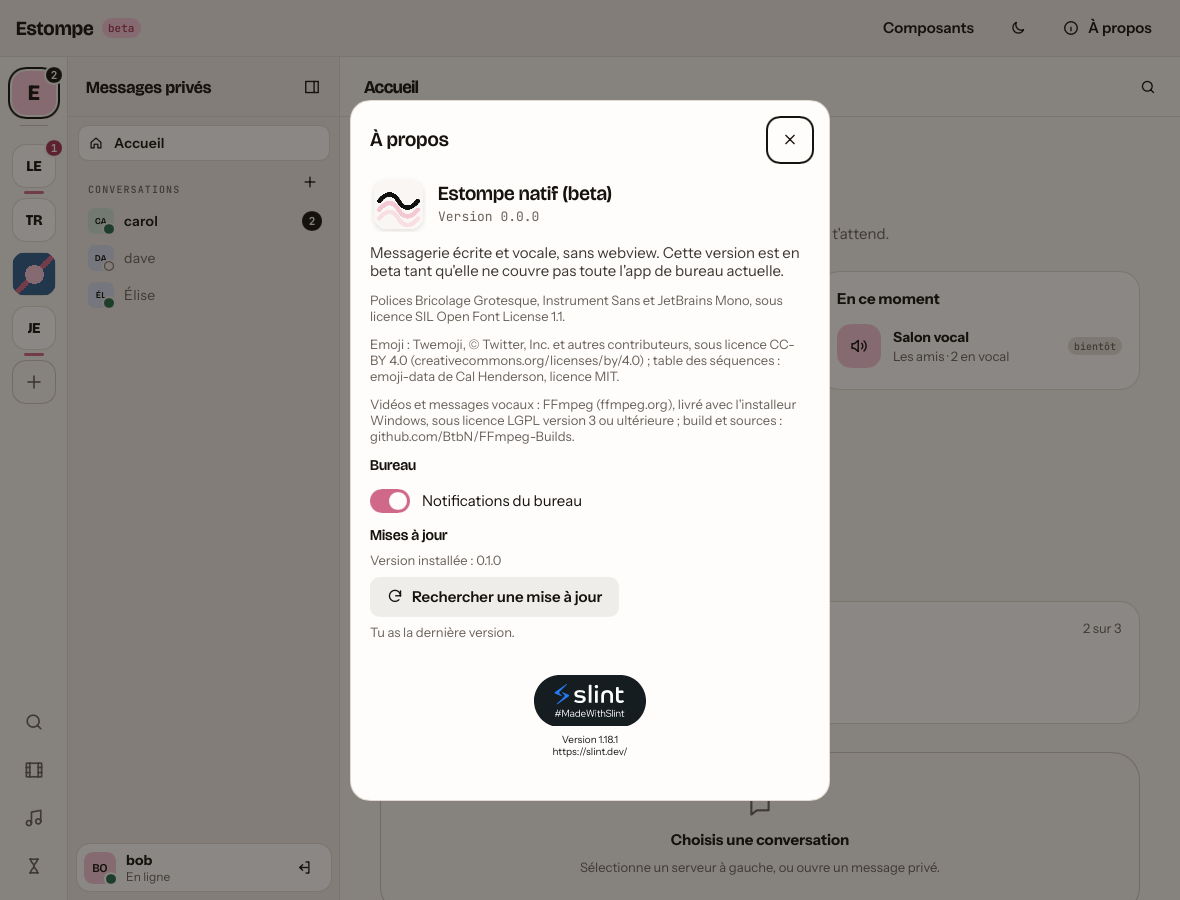 Estompe beta
Composants
À propos
E 2
Messages privés
Accueil
LE 1
TR
JE
Accueil
CONVERSATIONS
CA carol 2
DA dave
ÉL Élise
À propos
Estompe natif (beta)
Version 0.0.0
Messagerie écrite et vocale, sans webview. Cette version est en
beta tant qu'elle ne couvre pas toute l'app de bureau actuelle.
Polices Bricolage Grotesque, Instrument Sans et JetBrains Mono, sous
licence SIL Open Font License 1.1.
Emoji : Twemoji, © Twitter, Inc. et autres contributeurs, sous licence CC-
BY 4.0 (creativecommons.org/licenses/by/4.0) ; table des séquences :
emoji-data de Cal Henderson, licence MIT.
Vidéos et messages vocaux : FFmpeg (ffmpeg.org), livré avec l'installeur
Windows, sous licence LGPL version 3 ou ultérieure ; build et sources :
github.com/BtbN/FFmpeg-Builds.
Bureau
Notifications du bureau
Mises à jour
Version installée : 0.1.0
Rechercher une mise à jour
Tu as la dernière version.
slint
#MadeWithSlint
Version 1.18.1
https://slint.dev/
t'attend.
En ce moment
Salon vocal
Les amis · 2 en vocal
bientôt
2 sur 3
Choisis une conversation
Sélectionne un serveur à gauche, ou ouvre un message privé.
BO bob
En ligne